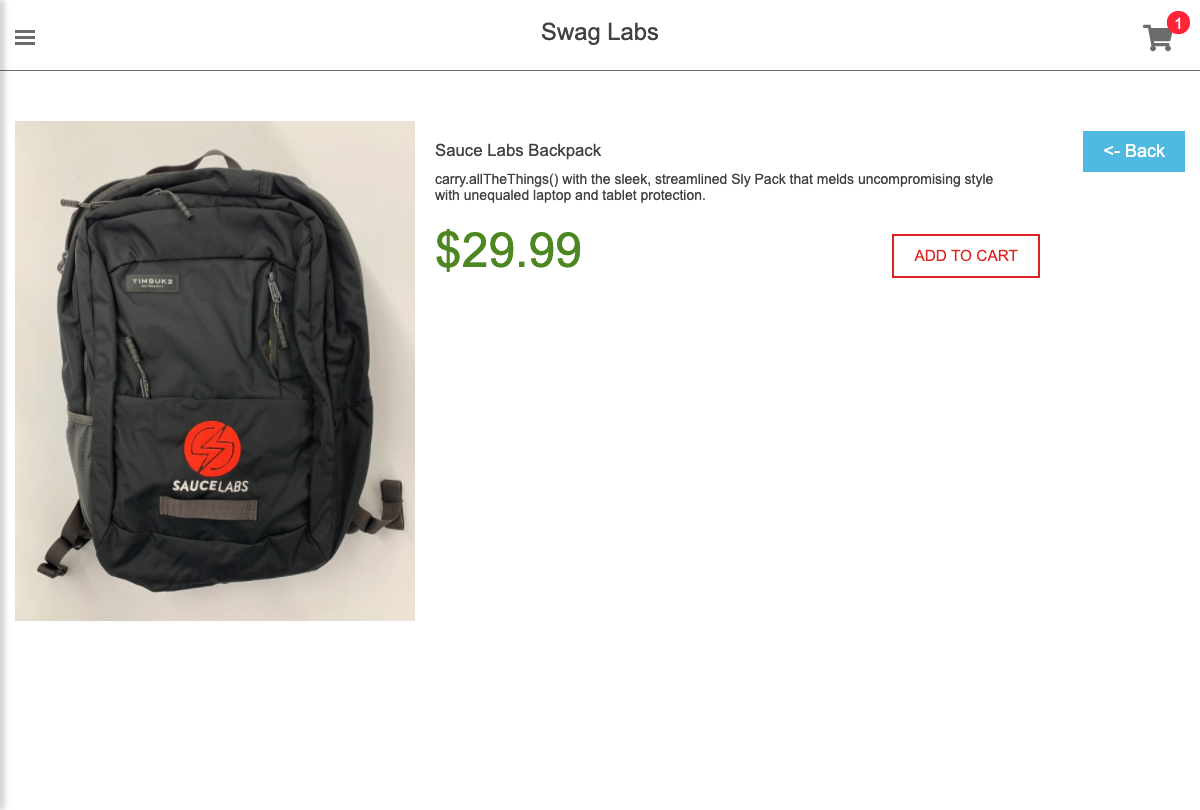 Swag Labs
1
Sauce Labs Backpack
<- Back
carry.allTheThings() with the sleek, streamlined Sly Pack that melds uncompromising style
with unequaled laptop and tablet protection.
$29.99
ADD TO CART
TIMBUK2
SAUCELABS